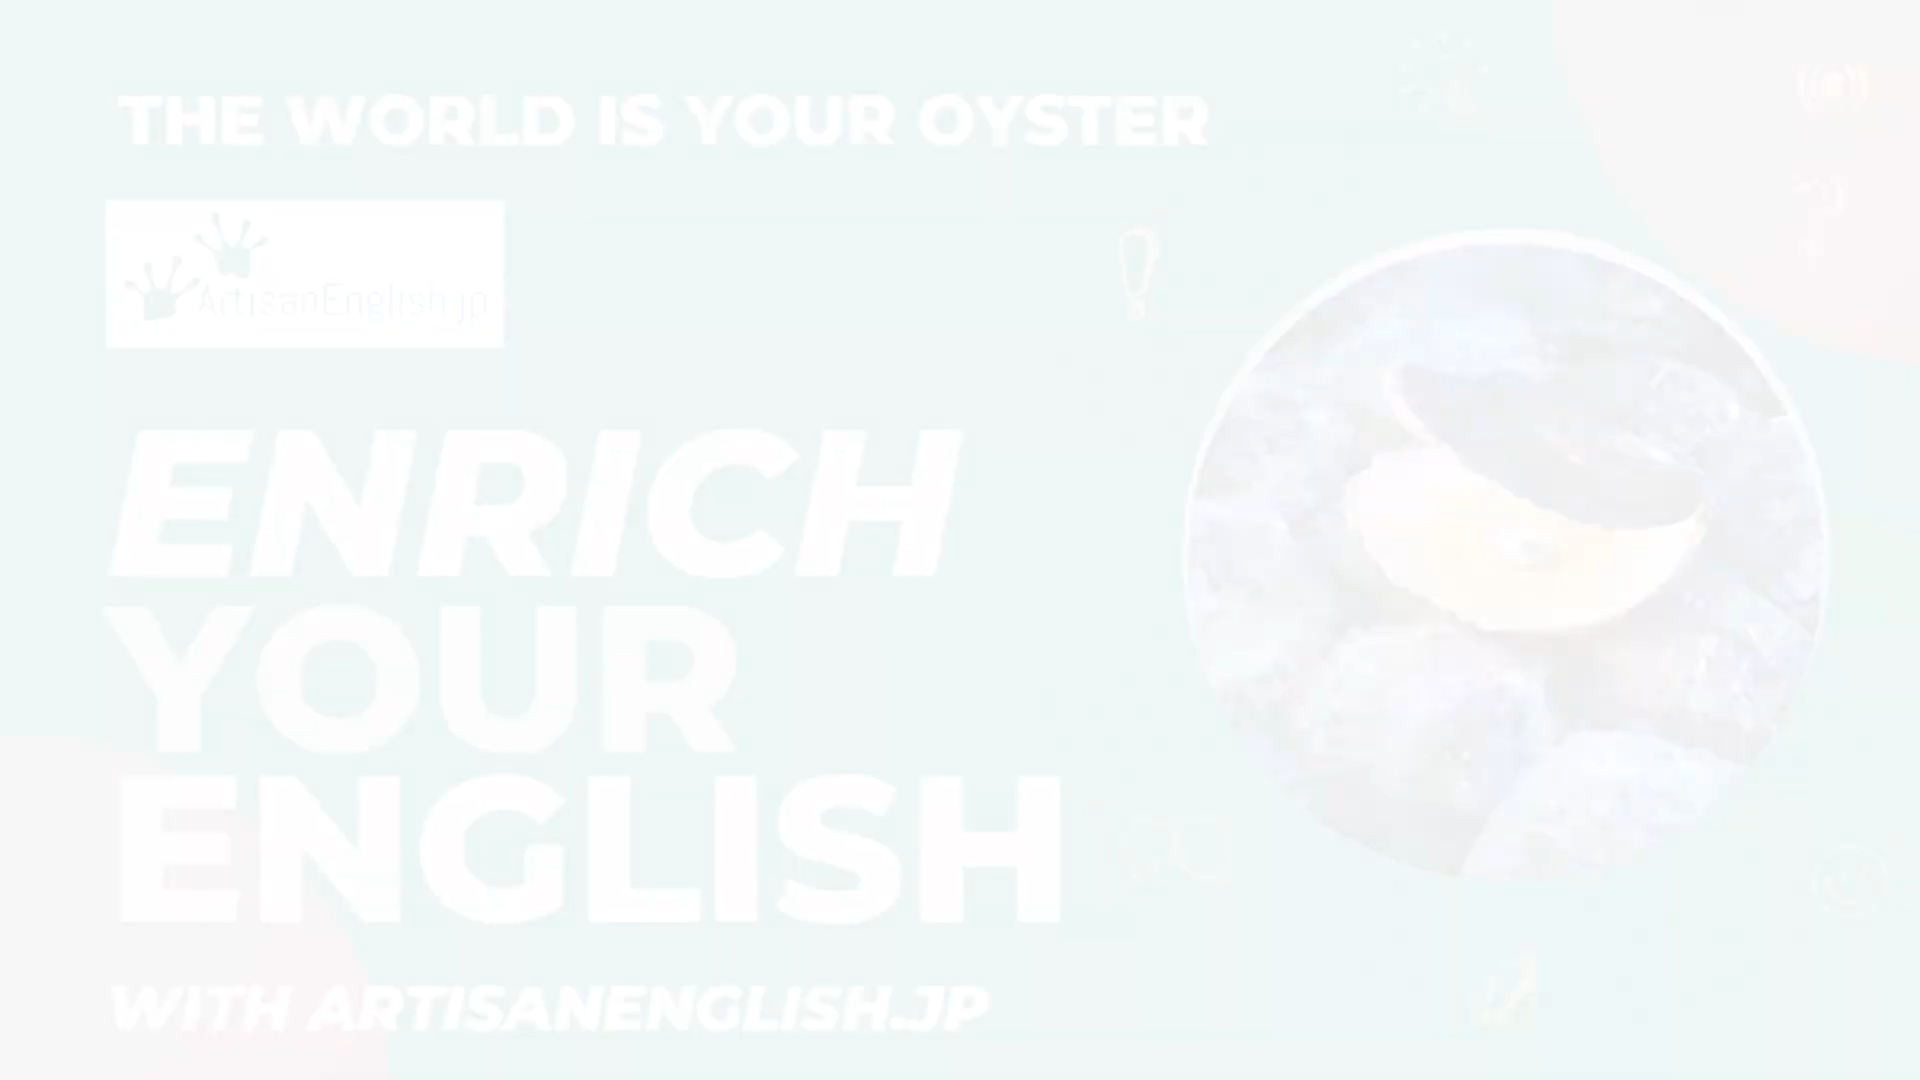 THE WORLD IS YOUR OYSTER
ArtisanEnglish.jp
ENRICH
YOUR
ENGLISH
WITH ARTISANENGLISH.JP